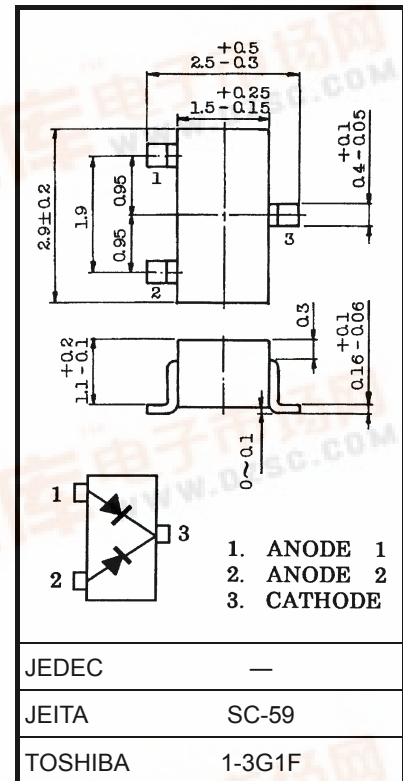 +0.5
2.5 - 0.3
+0.25
1.5 - 0.15
+0.1
0.4 - 0.05
2.9±0.2
1.9
0.95
0.95
1
2
3
+0.2
1.1 - 0.1
0.3
+0.1
0.16 - 0.06
0~0.1
1
2
3
1. ANODE 1
2. ANODE 2
3. CATHODE
JEDEC —
JEITA SC-59
TOSHIBA 1-3G1F